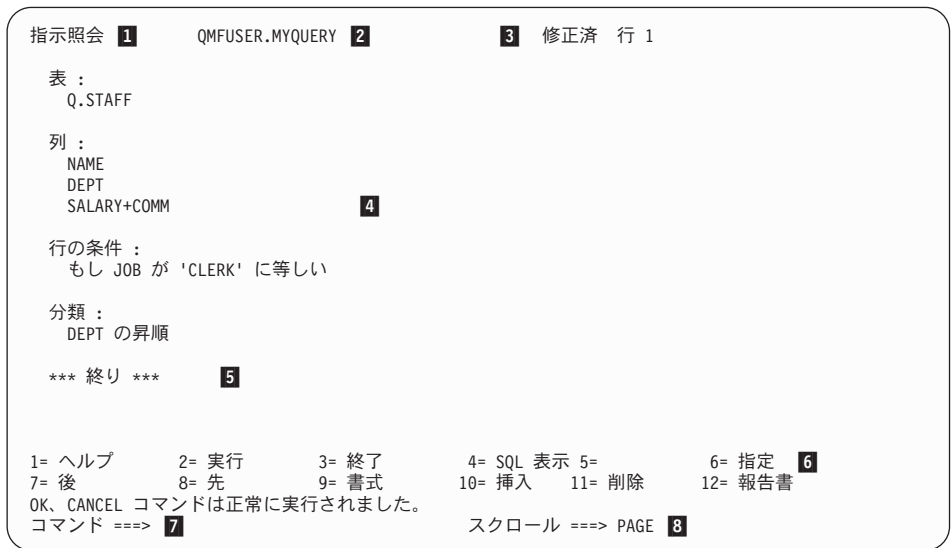 指示照会 1 QMFUSER.MYQUERY 2 3 修正済 行 1
表 :
Q.STAFF
列 :
NAME
DEPT
SALARY+COMM 4
行の条件 :
もし JOB が 'CLERK' に等しい
分類 :
DEPT の昇順
*** 終り *** 5
1= ヘルプ 2= 実行 3= 終了 4= SQL 表示 5= 6= 指定 6
7= 後 8= 先 9= 書式 10= 挿入 11= 削除 12= 報告書
OK、CANCEL コマンドは正常に実行されました。
コマンド ===> 7 スクロール ===> PAGE 8